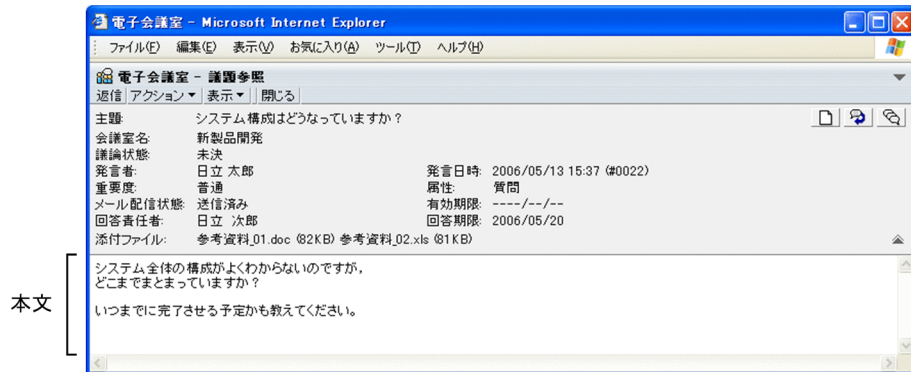 電子会議室 - Microsoft Internet Explorer
ファイル(F) 編集(E) 表示(V) お気に入り(A) ツール(T) ヘルプ(H)
電子会議室 - 議題参照
返信 アクション▼ 表示▼ 閉じる
主題: システム構成はどうなっていますか？
会議室名: 新製品開発
議論状態: 未決
発言者: 日立 太郎 発言日時: 2006/05/13 15:37 (#0022)
重要度: 普通 属性: 質問
メール配信状態: 送信済み 有効期限: ----/--/--
回答責任者: 日立 次郎 回答期限: 2006/05/20
添付ファイル: 参考資料_01.doc (82KB) 参考資料_02.xls (81KB)
本文
システム全体の構成がよくわからないのですが，
どこまでまとまっていますか？
いつまでに完了させる予定かも教えてください。